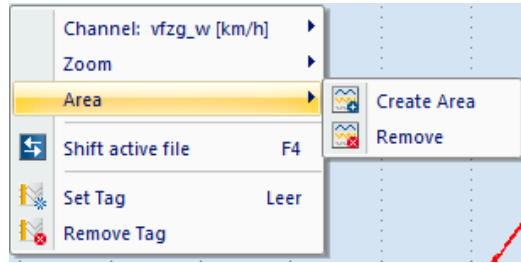 Channel: vfzg_w [km/h]
Zoom
Area
Create Area
Remove
Shift active file F4
Set Tag Leer
Remove Tag